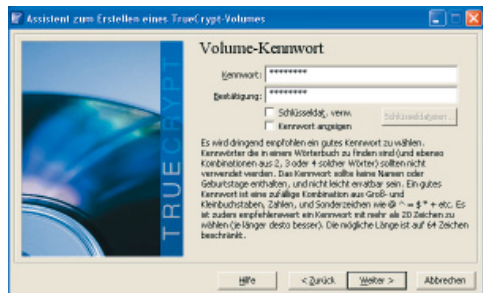 Assistent zum Erstellen eines TrueCrypt-Volumes
TRUECRYPT
Volume-Kennwort
Kennwort: ********
Bestätigung: ********
Schlüsseldat. verw.
Schlüsseldateien...
Kennwort anzeigen
Es wird dringend empfohlen ein gutes Kennwort zu wählen.
Kennwörter die in einem Wörterbuch zu finden sind (und ebenso
Kombinationen aus 2, 3 oder 4 solcher Wörter) sollten nicht
verwendet werden. Das Kennwort sollte keine Namen oder
Geburtstage enthalten, und nicht leicht erratbar sein. Ein gutes
Kennwort ist eine zufällige Kombination aus Groß- und
Kleinbuchstaben, Zahlen, und Sonderzeichen wie @ ^ = $ * + etc. Es
ist zudem empfehlenswert ein Kennwort mit mehr als 20 Zeichen zu
wählen (je länger desto besser). Die mögliche Länge ist auf 64 Zeichen
beschränkt.
Hilfe
< Zurück
Weiter >
Abbrechen